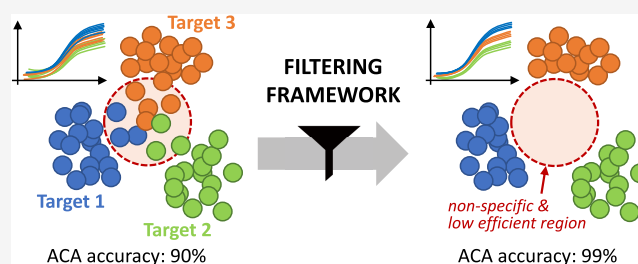 Target 3
FILTERING
FRAMEWORK
Target 1
Target 2
non-specific &
low efficient region
ACA accuracy: 90%
ACA accuracy: 99%